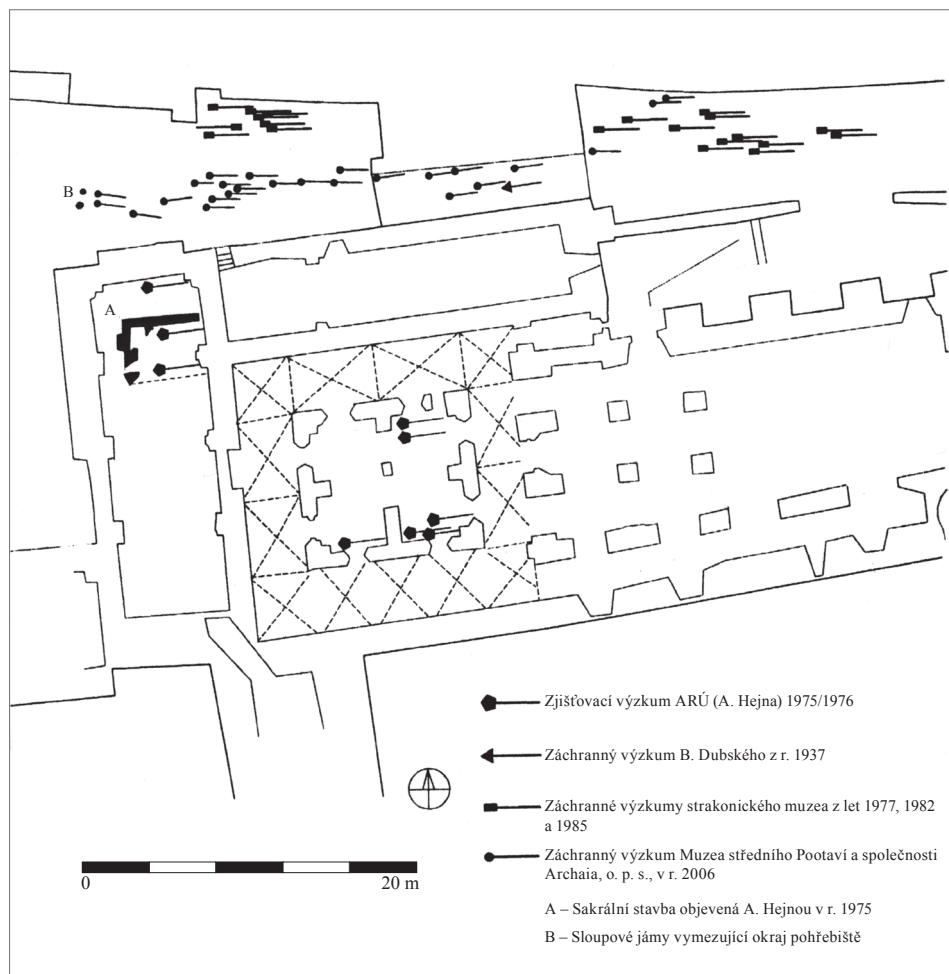 B
A
Zjišťovací výzkum ARÚ (A. Hejna) 1975/1976
Záchranný výzkum B. Dubského z r. 1937
Záchranné výzkumy strakonického muzea z let 1977, 1982
a 1985
Záchranný výzkum Muzea středního Pootaví a společnosti
Archaia, o. p. s., v r. 2006
0 20 m
A – Sakrální stavba objevená A. Hejnou v r. 1975
B – Sloupové jámy vymezující okraj pohřebiště